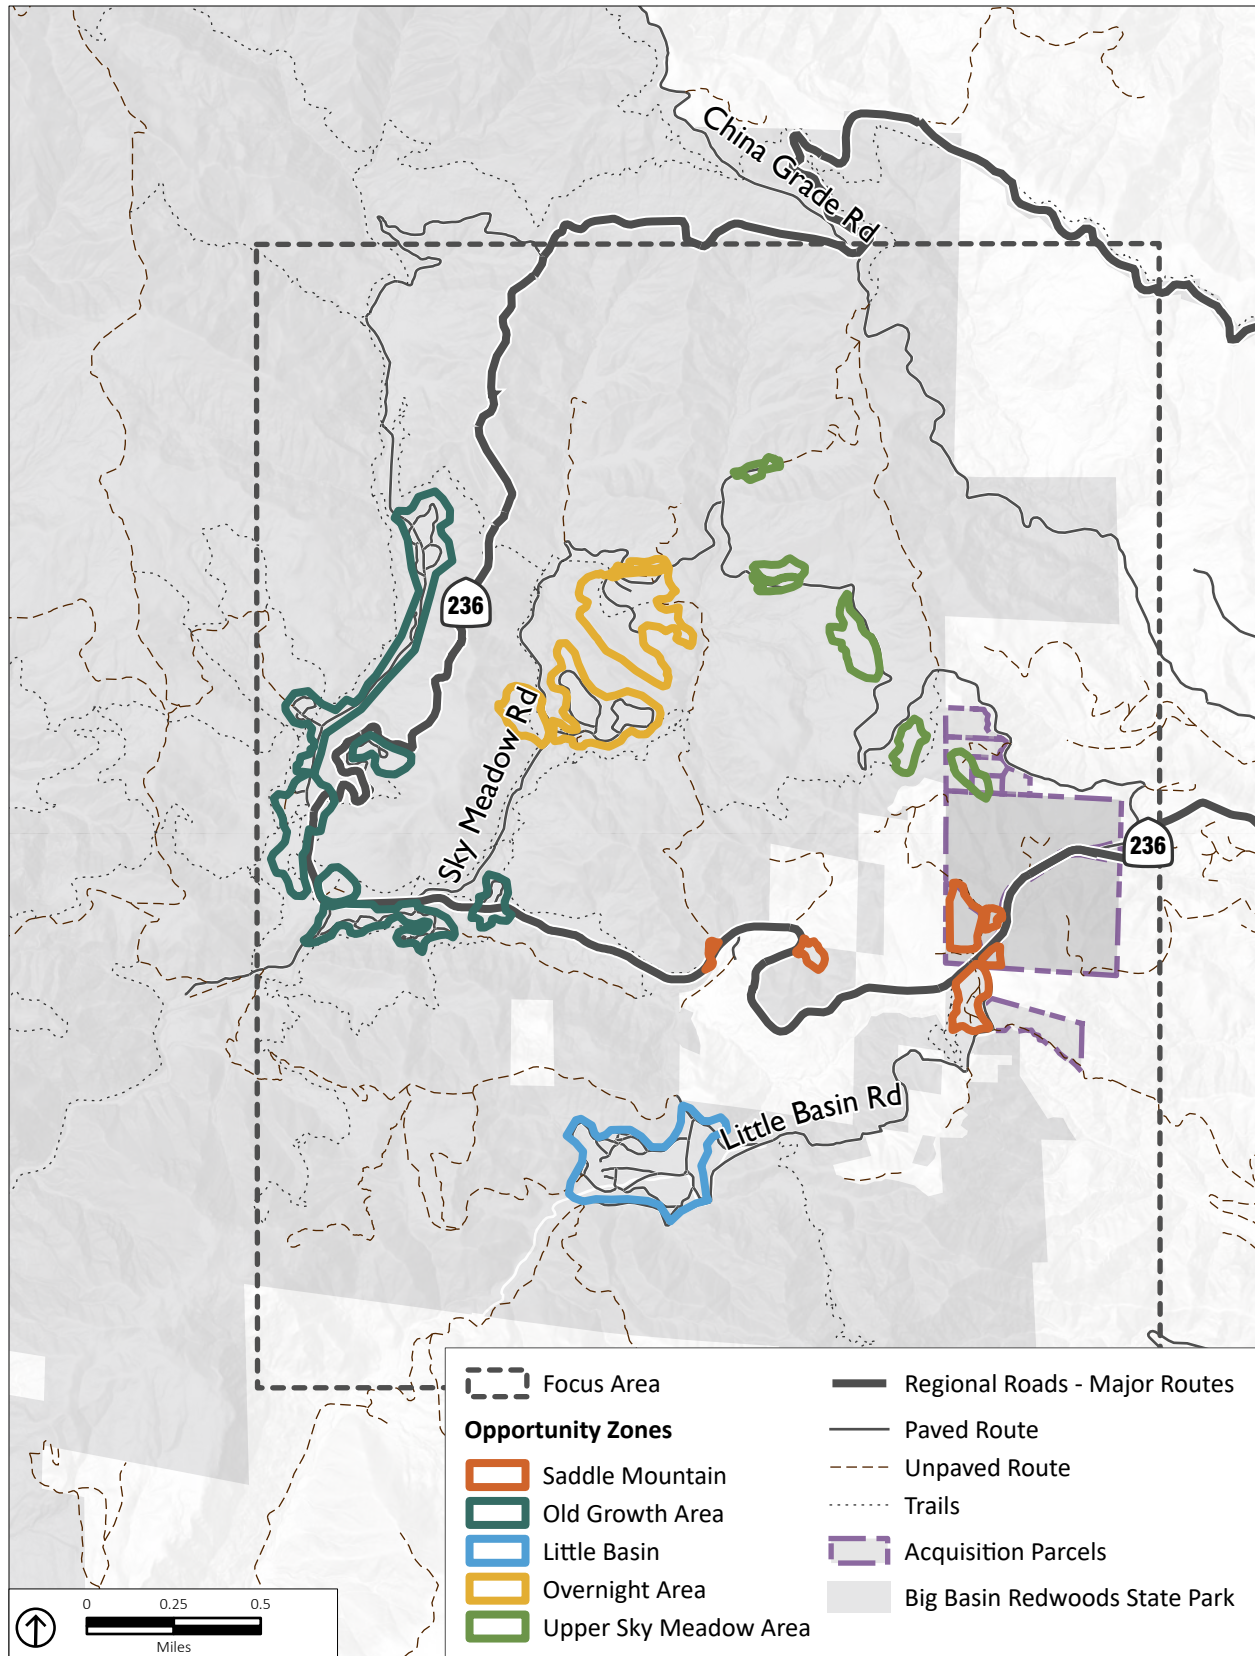 China Grade Rd
236
Sky Meadow Rd
236
Little Basin Rd
Focus Area
Opportunity Zones
Saddle Mountain
Old Growth Area
Little Basin
Overnight Area
Upper Sky Meadow Area
Regional Roads - Major Routes
Paved Route
Unpaved Route
Trails
Acquisition Parcels
Big Basin Redwoods State Park
0 0.25 0.5
Miles